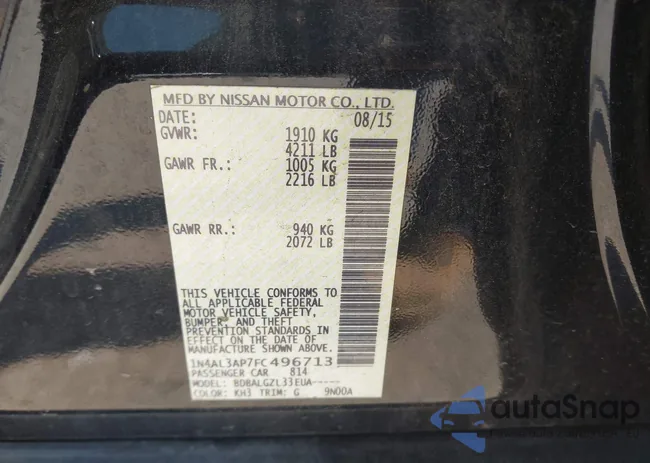 MFD BY NISSAN MOTOR CO., LTD.
DATE: 08/15
GVWR: 1910 KG
4211 LB
GAWR FR.: 1005 KG
2216 LB
GAWR RR.: 940 KG
2072 LB
THIS VEHICLE CONFORMS TO
ALL APPLICABLE FEDERAL
MOTOR VEHICLE SAFETY,
BUMPER, AND THEFT
PREVENTION STANDARDS IN
EFFECT ON THE DATE OF
MANUFACTURE SHOWN ABOVE.
1N4AL3AP7FC496713
PASSENGER CAR 814
MODEL: BDBALGZL33EUA-----
COLOR: KH3 TRIM: G 9N00A
autoSnap
www.autosnap.com